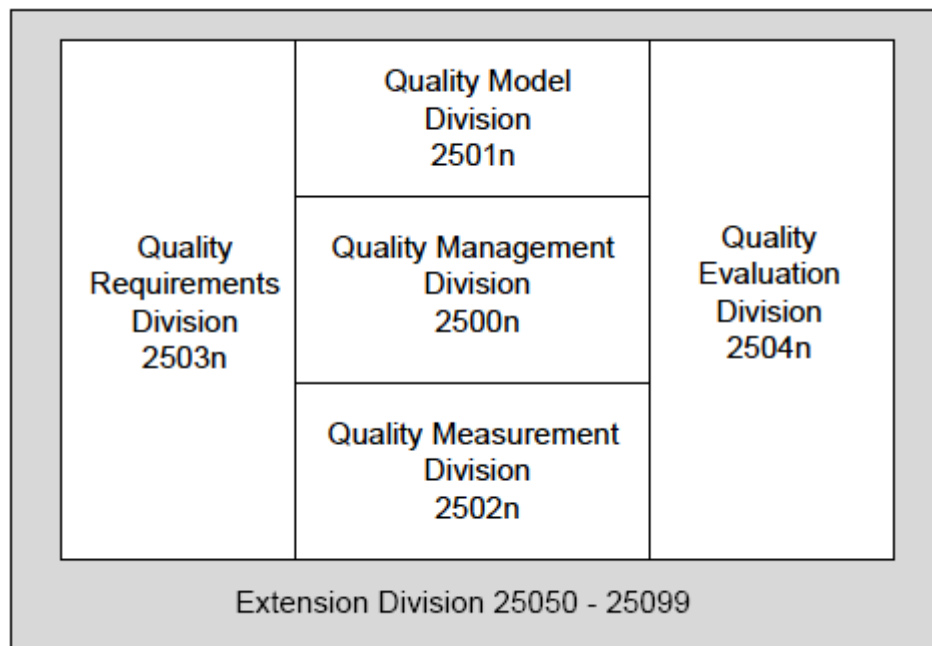 Quality Model
Division
2501n
Quality
Requirements
Division
2503n
Quality Management
Division
2500n
Quality
Evaluation
Division
2504n
Quality Measurement
Division
2502n
Extension Division 25050 - 25099